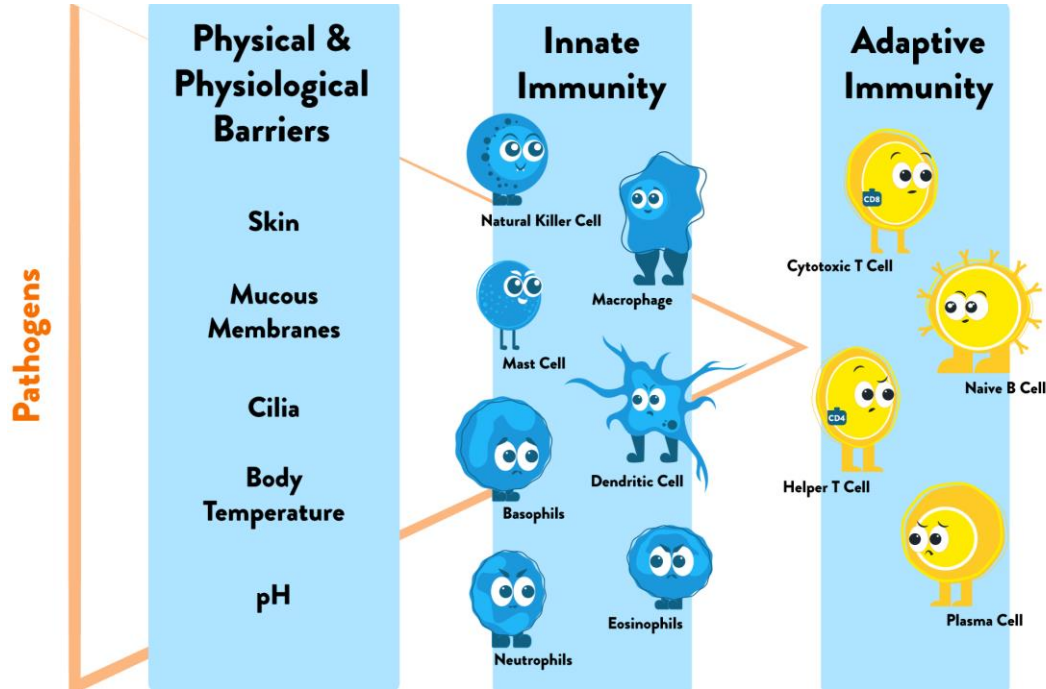 Pathogens
Physical &
Physiological
Barriers
Skin
Mucous
Membranes
Cilia
Body
Temperature
pH
Innate
Immunity
Natural Killer Cell
Macrophage
Mast Cell
Dendritic Cell
Basophils
Eosinophils
Neutrophils
Adaptive
Immunity
CD8
Cytotoxic T Cell
Naive B Cell
CD4
Helper T Cell
Plasma Cell